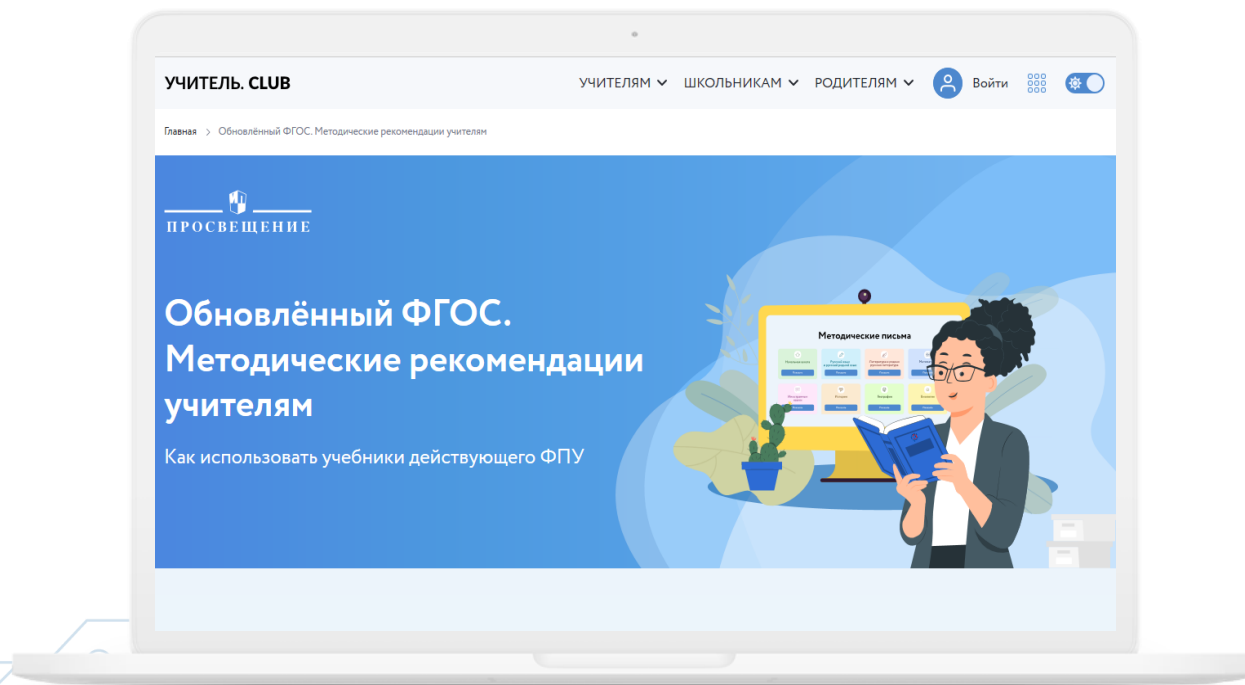 УЧИТЕЛЬ. CLUB
УЧИТЕЛЯМ ШКОЛЬНИКАМ РОДИТЕЛЯМ Войти
Главная > Обновлённый ФГОС. Методические рекомендации учителям
ИП
ПРОСВЕЩЕНИЕ
Обновлённый ФГОС.
Методические рекомендации
учителям
Как использовать учебники действующего ФПУ
Методические письма